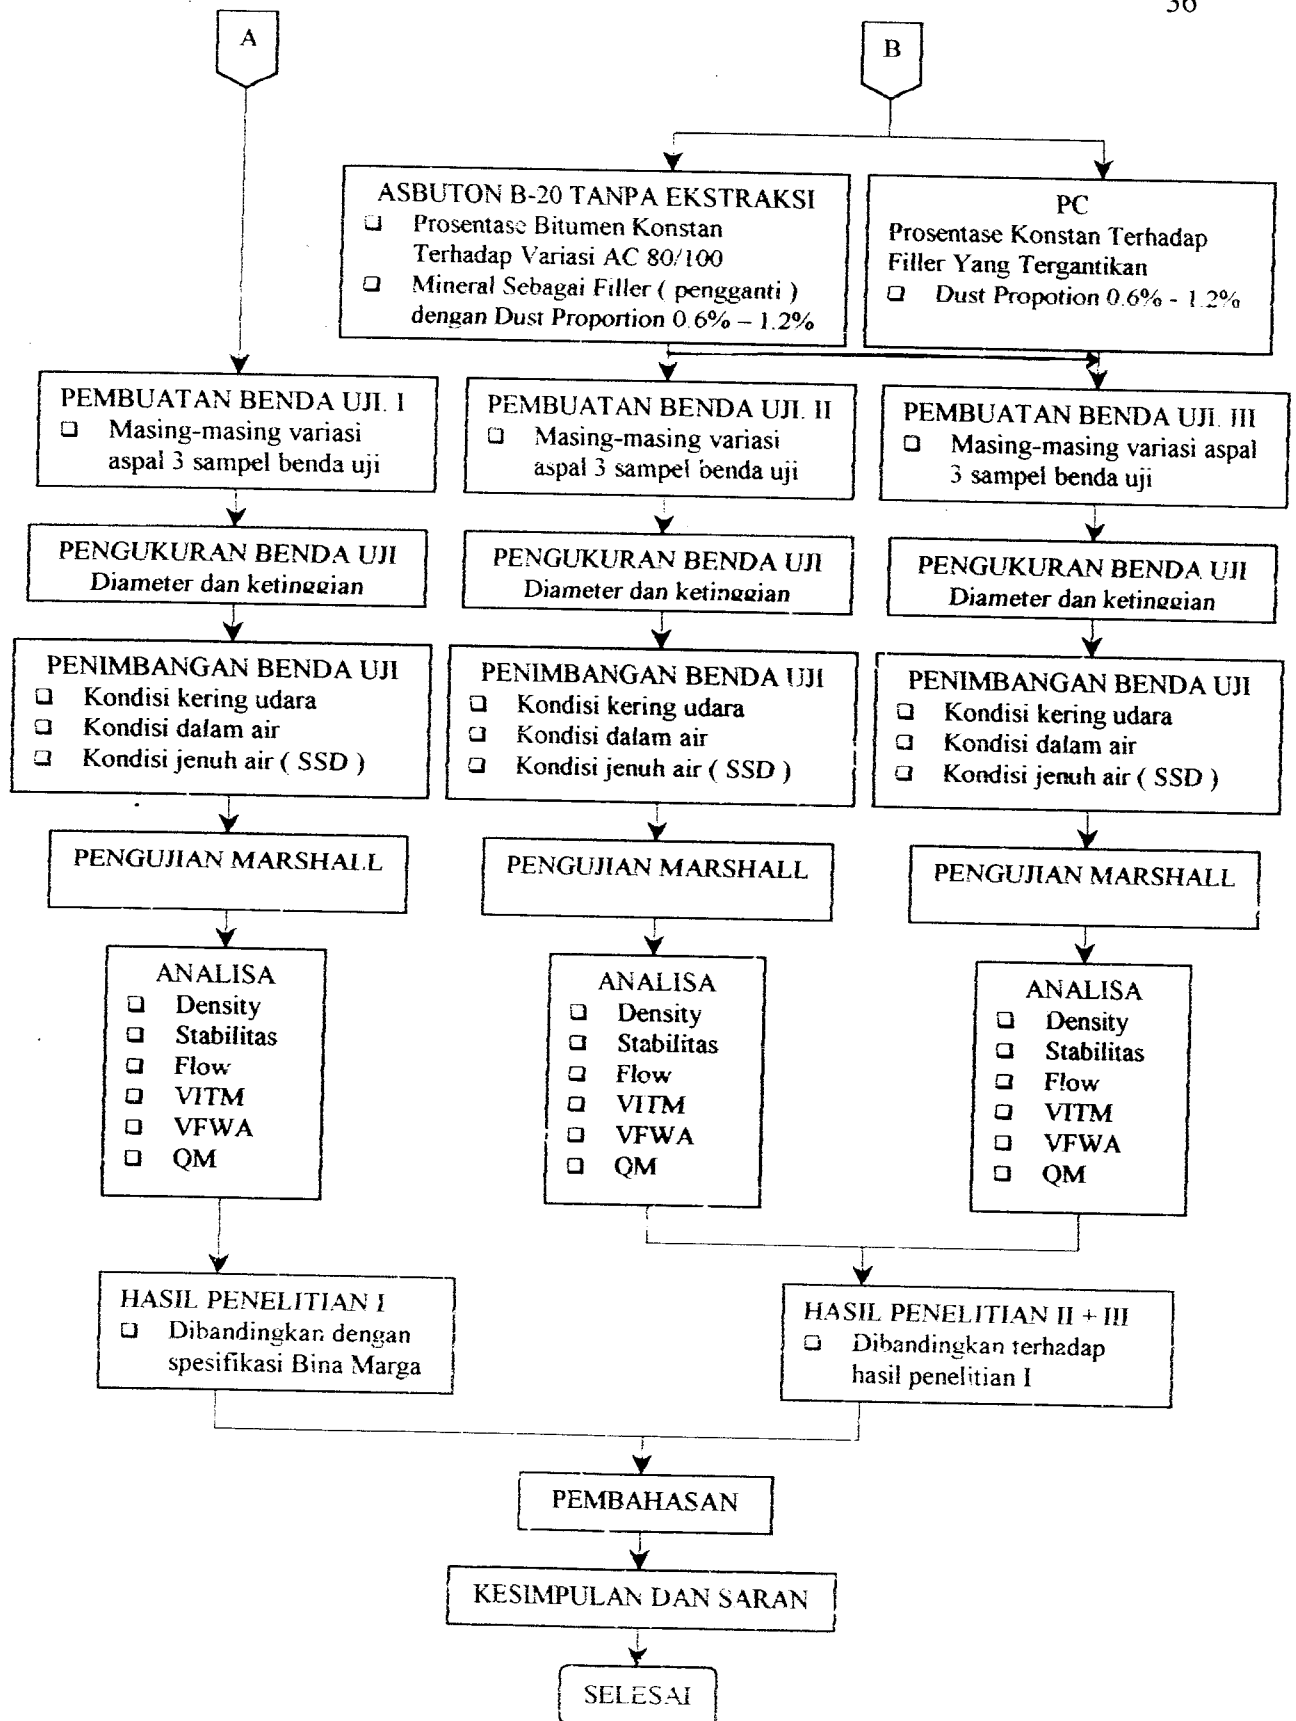 36
A
B
ASBUTON B-20 TANPA EKSTRAKSI
❑ Prosentase Bitumen Konstan
Terhadap Variasi AC 80/100
❑ Mineral Sebagai Filler ( pengganti )
dengan Dust Proportion 0.6% – 1.2%
PC
Prosentase Konstan Terhadap
Filler Yang Tergantikan
❑ Dust Propotion 0.6% - 1.2%
PEMBUATAN BENDA UJI. I
❑ Masing-masing variasi
aspal 3 sampel benda uji
PEMBUATAN BENDA UJI. II
❑ Masing-masing variasi
aspal 3 sampel benda uji
PEMBUATAN BENDA UJI. III
❑ Masing-masing variasi aspal
3 sampel benda uji
PENGUKURAN BENDA UJI
Diameter dan ketinggian
PENGUKURAN BENDA UJI
Diameter dan ketinggian
PENGUKURAN BENDA UJI
Diameter dan ketinggian
PENIMBANGAN BENDA UJI
❑ Kondisi kering udara
❑ Kondisi dalam air
❑ Kondisi jenuh air ( SSD )
PENIMBANGAN BENDA UJI
❑ Kondisi kering udara
❑ Kondisi dalam air
❑ Kondisi jenuh air ( SSD )
PENIMBANGAN BENDA UJI
❑ Kondisi kering udara
❑ Kondisi dalam air
❑ Kondisi jenuh air ( SSD )
PENGUJIAN MARSHALL
PENGUJIAN MARSHALL
PENGUJIAN MARSHALL
ANALISA
❑ Density
❑ Stabilitas
❑ Flow
❑ VITM
❑ VFWA
❑ QM
ANALISA
❑ Density
❑ Stabilitas
❑ Flow
❑ VITM
❑ VFWA
❑ QM
ANALISA
❑ Density
❑ Stabilitas
❑ Flow
❑ VITM
❑ VFWA
❑ QM
HASIL PENELITIAN I
❑ Dibandingkan dengan
spesifikasi Bina Marga
HASIL PENELITIAN II + III
❑ Dibandingkan terhadap
hasil penelitian I
PEMBAHASAN
KESIMPULAN DAN SARAN
SELESAI